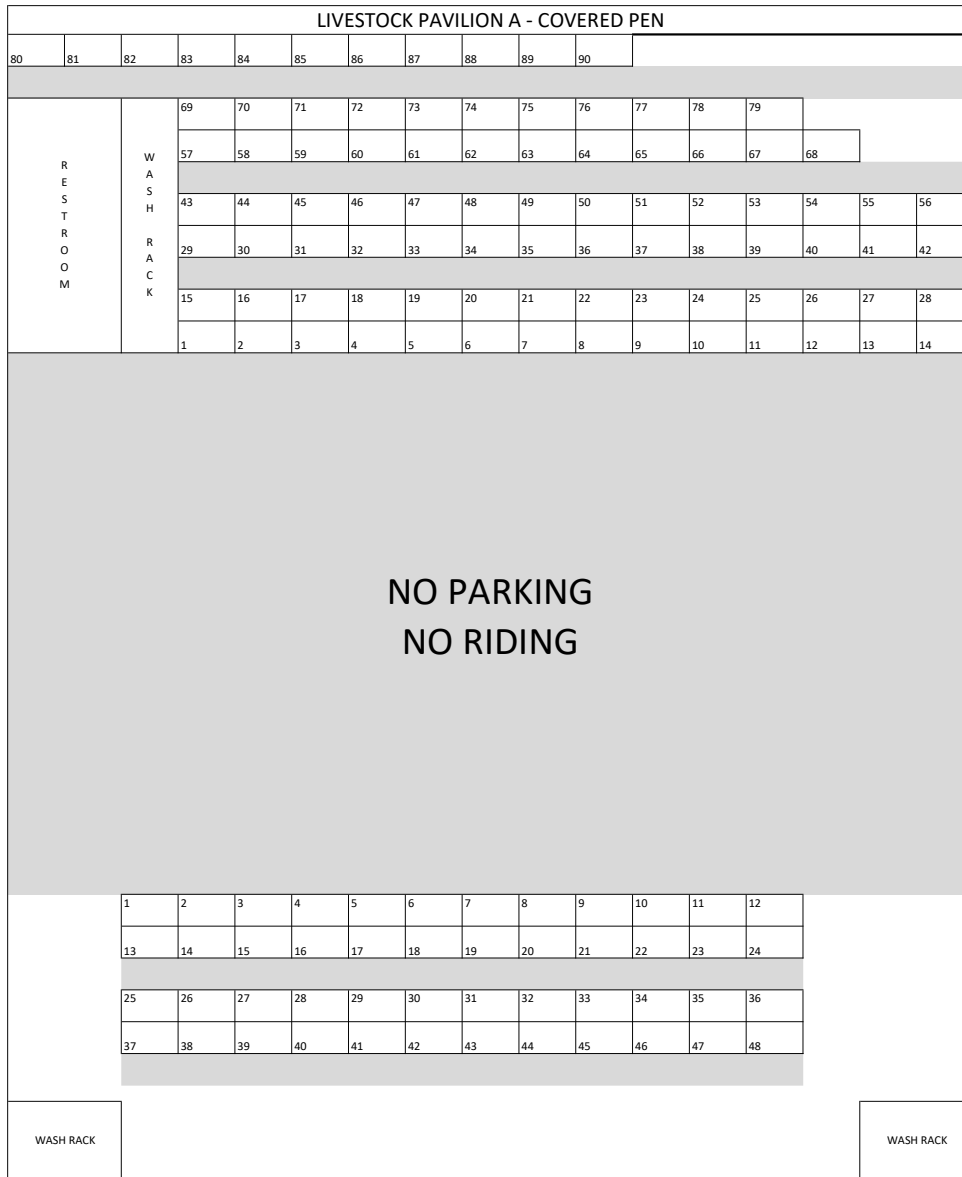 LIVESTOCK PAVILION A - COVERED PEN
80 81 82 83 84 85 86 87 88 89 90
69 70 71 72 73 74 75 76 77 78 79
57 58 59 60 61 62 63 64 65 66 67 68
RESTROOM
WASH RACK
43 44 45 46 47 48 49 50 51 52 53 54 55 56
29 30 31 32 33 34 35 36 37 38 39 40 41 42
15 16 17 18 19 20 21 22 23 24 25 26 27 28
1 2 3 4 5 6 7 8 9 10 11 12 13 14
NO PARKING
NO RIDING
1 2 3 4 5 6 7 8 9 10 11 12
13 14 15 16 17 18 19 20 21 22 23 24
25 26 27 28 29 30 31 32 33 34 35 36
37 38 39 40 41 42 43 44 45 46 47 48
WASH RACK
WASH RACK